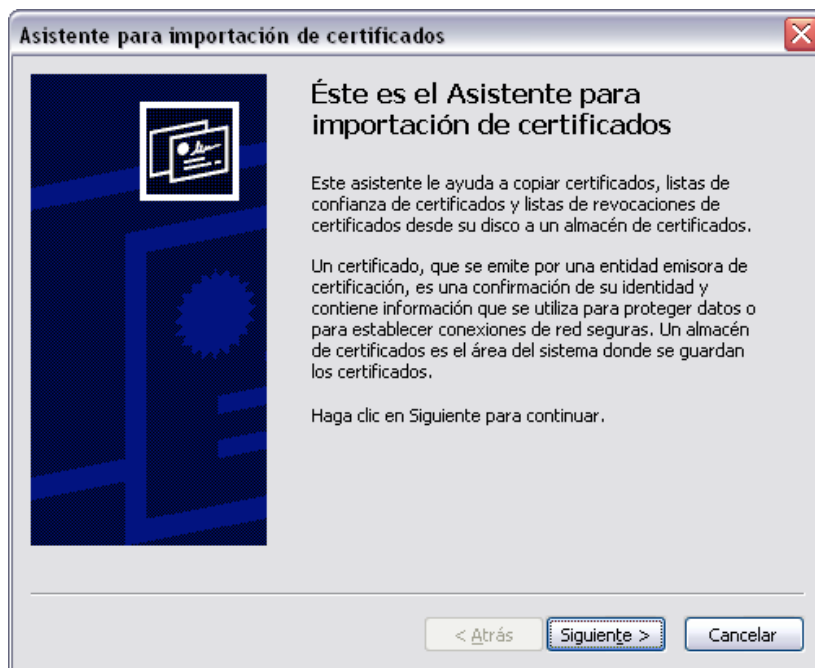 Asistente para importación de certificados
Éste es el Asistente para
importación de certificados
Este asistente le ayuda a copiar certificados, listas de
confianza de certificados y listas de revocaciones de
certificados desde su disco a un almacén de certificados.
Un certificado, que se emite por una entidad emisora de
certificación, es una confirmación de su identidad y
contiene información que se utiliza para proteger datos o
para establecer conexiones de red seguras. Un almacén
de certificados es el área del sistema donde se guardan
los certificados.
Haga clic en Siguiente para continuar.
< Atrás
Siguiente >
Cancelar